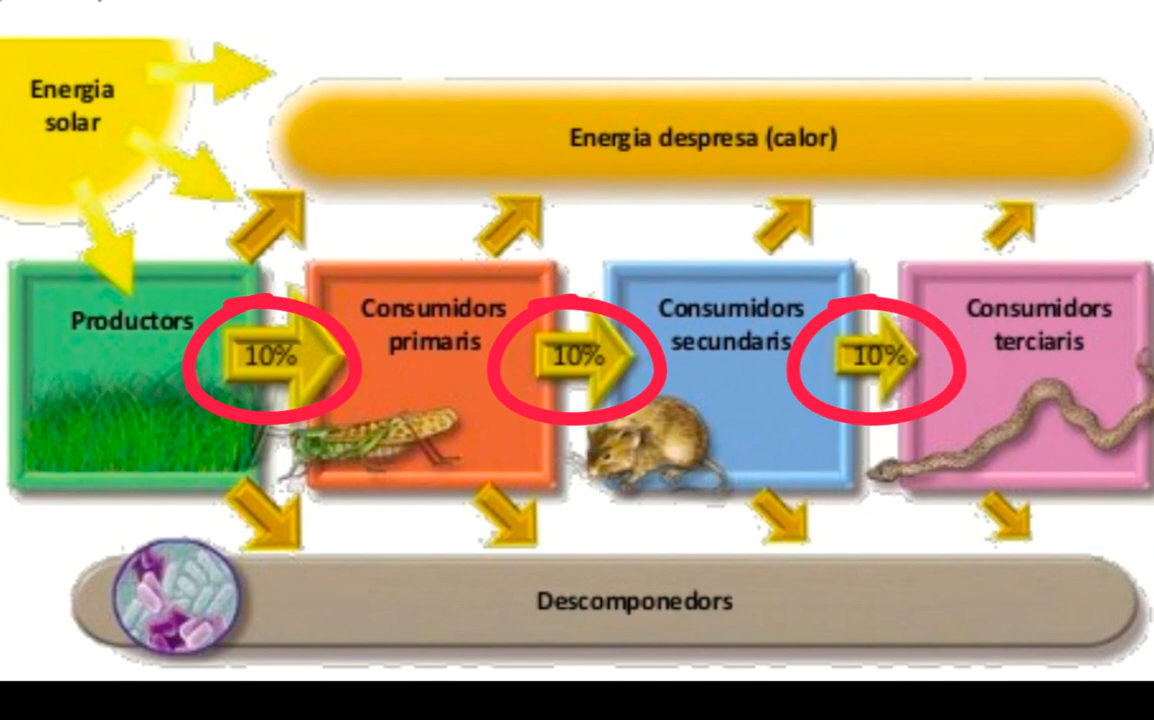 Energia
solar
Energia despresa (calor)
Productors
10%
Consumidors
primaris
10%
Consumidors
secundaris
10%
Consumidors
terciaris
Descomponedors